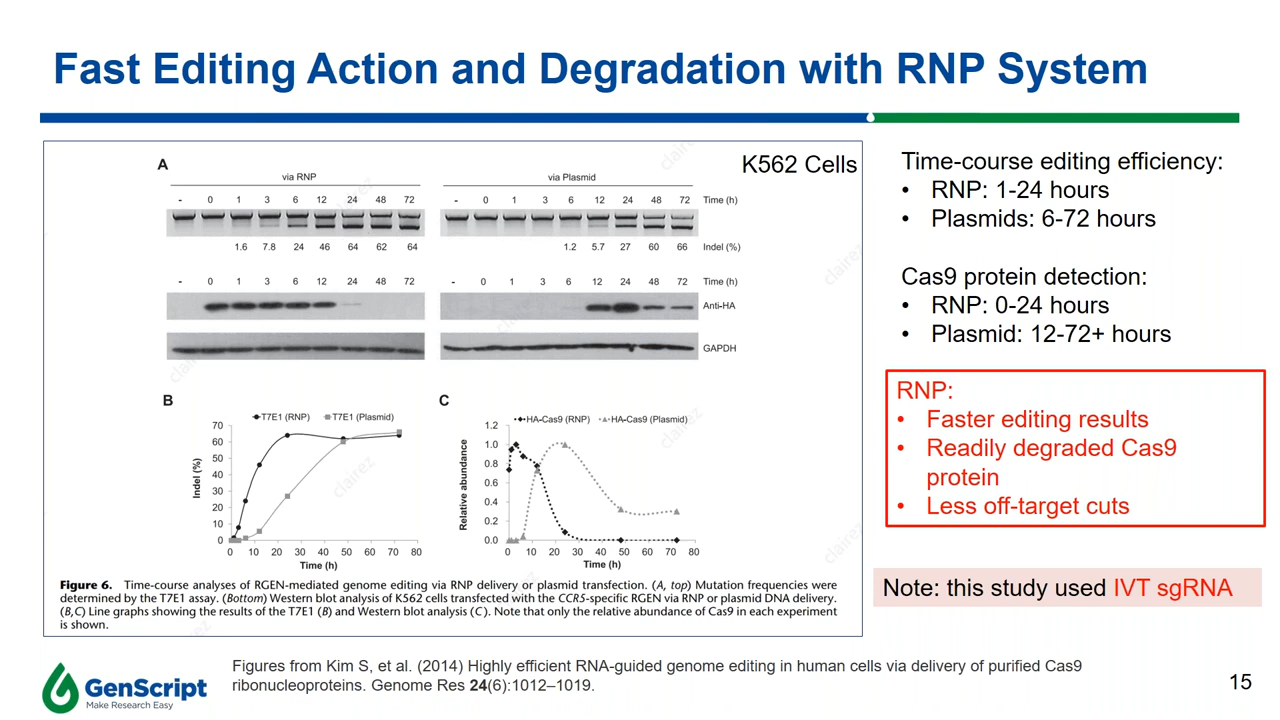 Fast Editing Action and Degradation with RNP System
A
K562 Cells
via RNP
via Plasmid
- 0 1 3 6 12 24 48 72
- 0 1 3 6 12 24 48 72 Time (h)
1.6 7.8 24 46 64 62 64
1.2 5.7 27 60 66 Indel (%)
- 0 1 3 6 12 24 48 72
- 0 1 3 6 12 24 48 72 Time (h)
Anti-HA
GAPDH
B
T7E1 (RNP) T7E1 (Plasmid)
Indel (%)
70
60
50
40
30
20
10
0
0 10 20 30 40 50 60 70 80
Time (h)
C
HA-Cas9 (RNP) HA-Cas9 (Plasmid)
Relative abundance
1.2
1.0
0.8
0.6
0.4
0.2
0.0
0 10 20 30 40 50 60 70 80
Time (h)
Figure 6. Time-course analyses of RGEN-mediated genome editing via RNP delivery or plasmid transfection. (A, top) Mutation frequencies were
determined by the T7E1 assay. (Bottom) Western blot analysis of K562 cells transfected with the CCR5-specific RGEN via RNP or plasmid DNA delivery.
(B,C) Line graphs showing the results of the T7E1 (B) and Western blot analysis (C). Note that only the relative abundance of Cas9 in each experiment
is shown.
Time-course editing efficiency:
• RNP: 1-24 hours
• Plasmids: 6-72 hours
Cas9 protein detection:
• RNP: 0-24 hours
• Plasmid: 12-72+ hours
RNP:
• Faster editing results
• Readily degraded Cas9
protein
• Less off-target cuts
Note: this study used IVT sgRNA
GenScript
Make Research Easy
Figures from Kim S, et al. (2014) Highly efficient RNA-guided genome editing in human cells via delivery of purified Cas9
ribonucleoproteins. Genome Res 24(6):1012–1019.
15
clairez
clairez
clairez
clairez
clairez
clairez
clairez
clairez
clairez